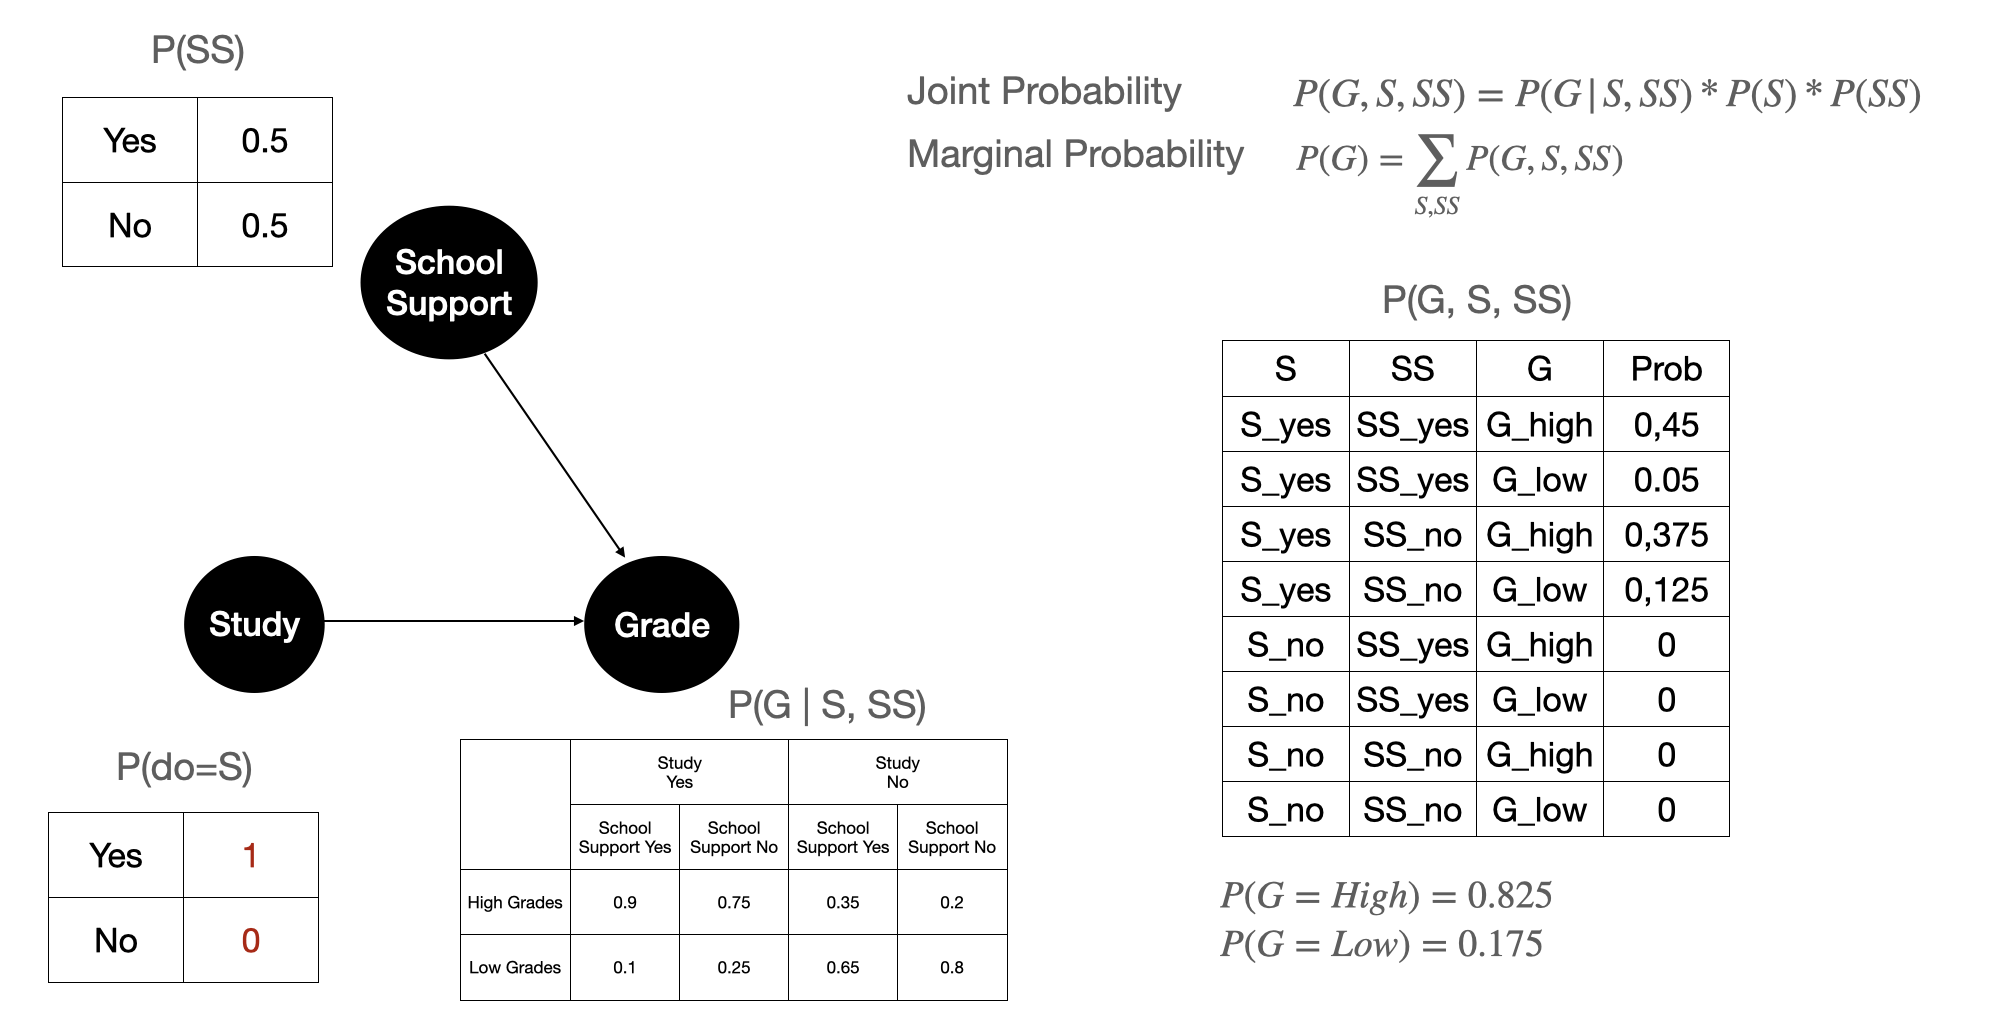 P(SS)
Yes 0.5
No 0.5
School
Support
Study
Grade
P(do=S)
Yes 1
No 0
P(G | S, SS)
Study
Yes
Study
No
School
Support Yes
School
Support No
School
Support Yes
School
Support No
High Grades 0.9 0.75 0.35 0.2
Low Grades 0.1 0.25 0.65 0.8
Joint Probability P(G, S, SS) = P(G | S, SS) * P(S) * P(SS)
Marginal Probability P(G) = ∑ P(G, S, SS)
S,SS
P(G, S, SS)
S SS G Prob
S_yes SS_yes G_high 0,45
S_yes SS_yes G_low 0.05
S_yes SS_no G_high 0,375
S_yes SS_no G_low 0,125
S_no SS_yes G_high 0
S_no SS_yes G_low 0
S_no SS_no G_high 0
S_no SS_no G_low 0
P(G = High) = 0.825
P(G = Low) = 0.175